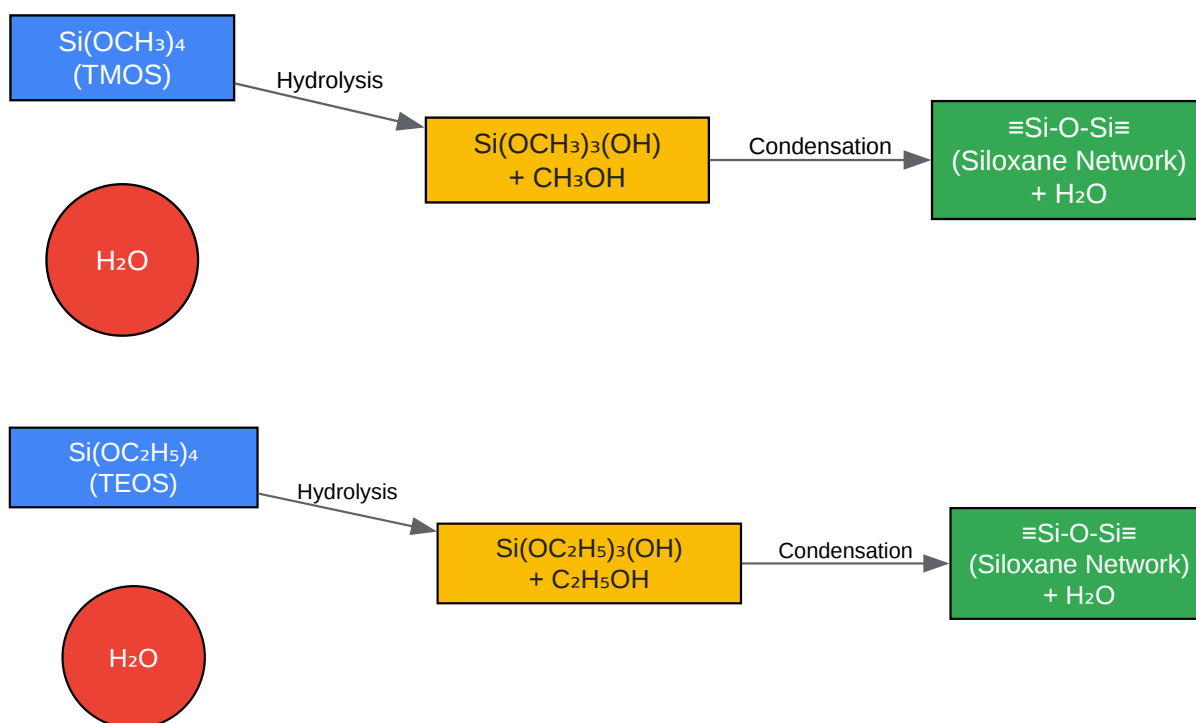 Si(OCH₃)₄
(TMOS)
Hydrolysis
Si(OCH₃)₃(OH)
+ CH₃OH
Condensation
≡Si-O-Si≡
(Siloxane Network)
+ H₂O
H₂O
Si(OC₂H₅)₄
(TEOS)
Hydrolysis
Si(OC₂H₅)₃(OH)
+ C₂H₅OH
Condensation
≡Si-O-Si≡
(Siloxane Network)
+ H₂O
H₂O